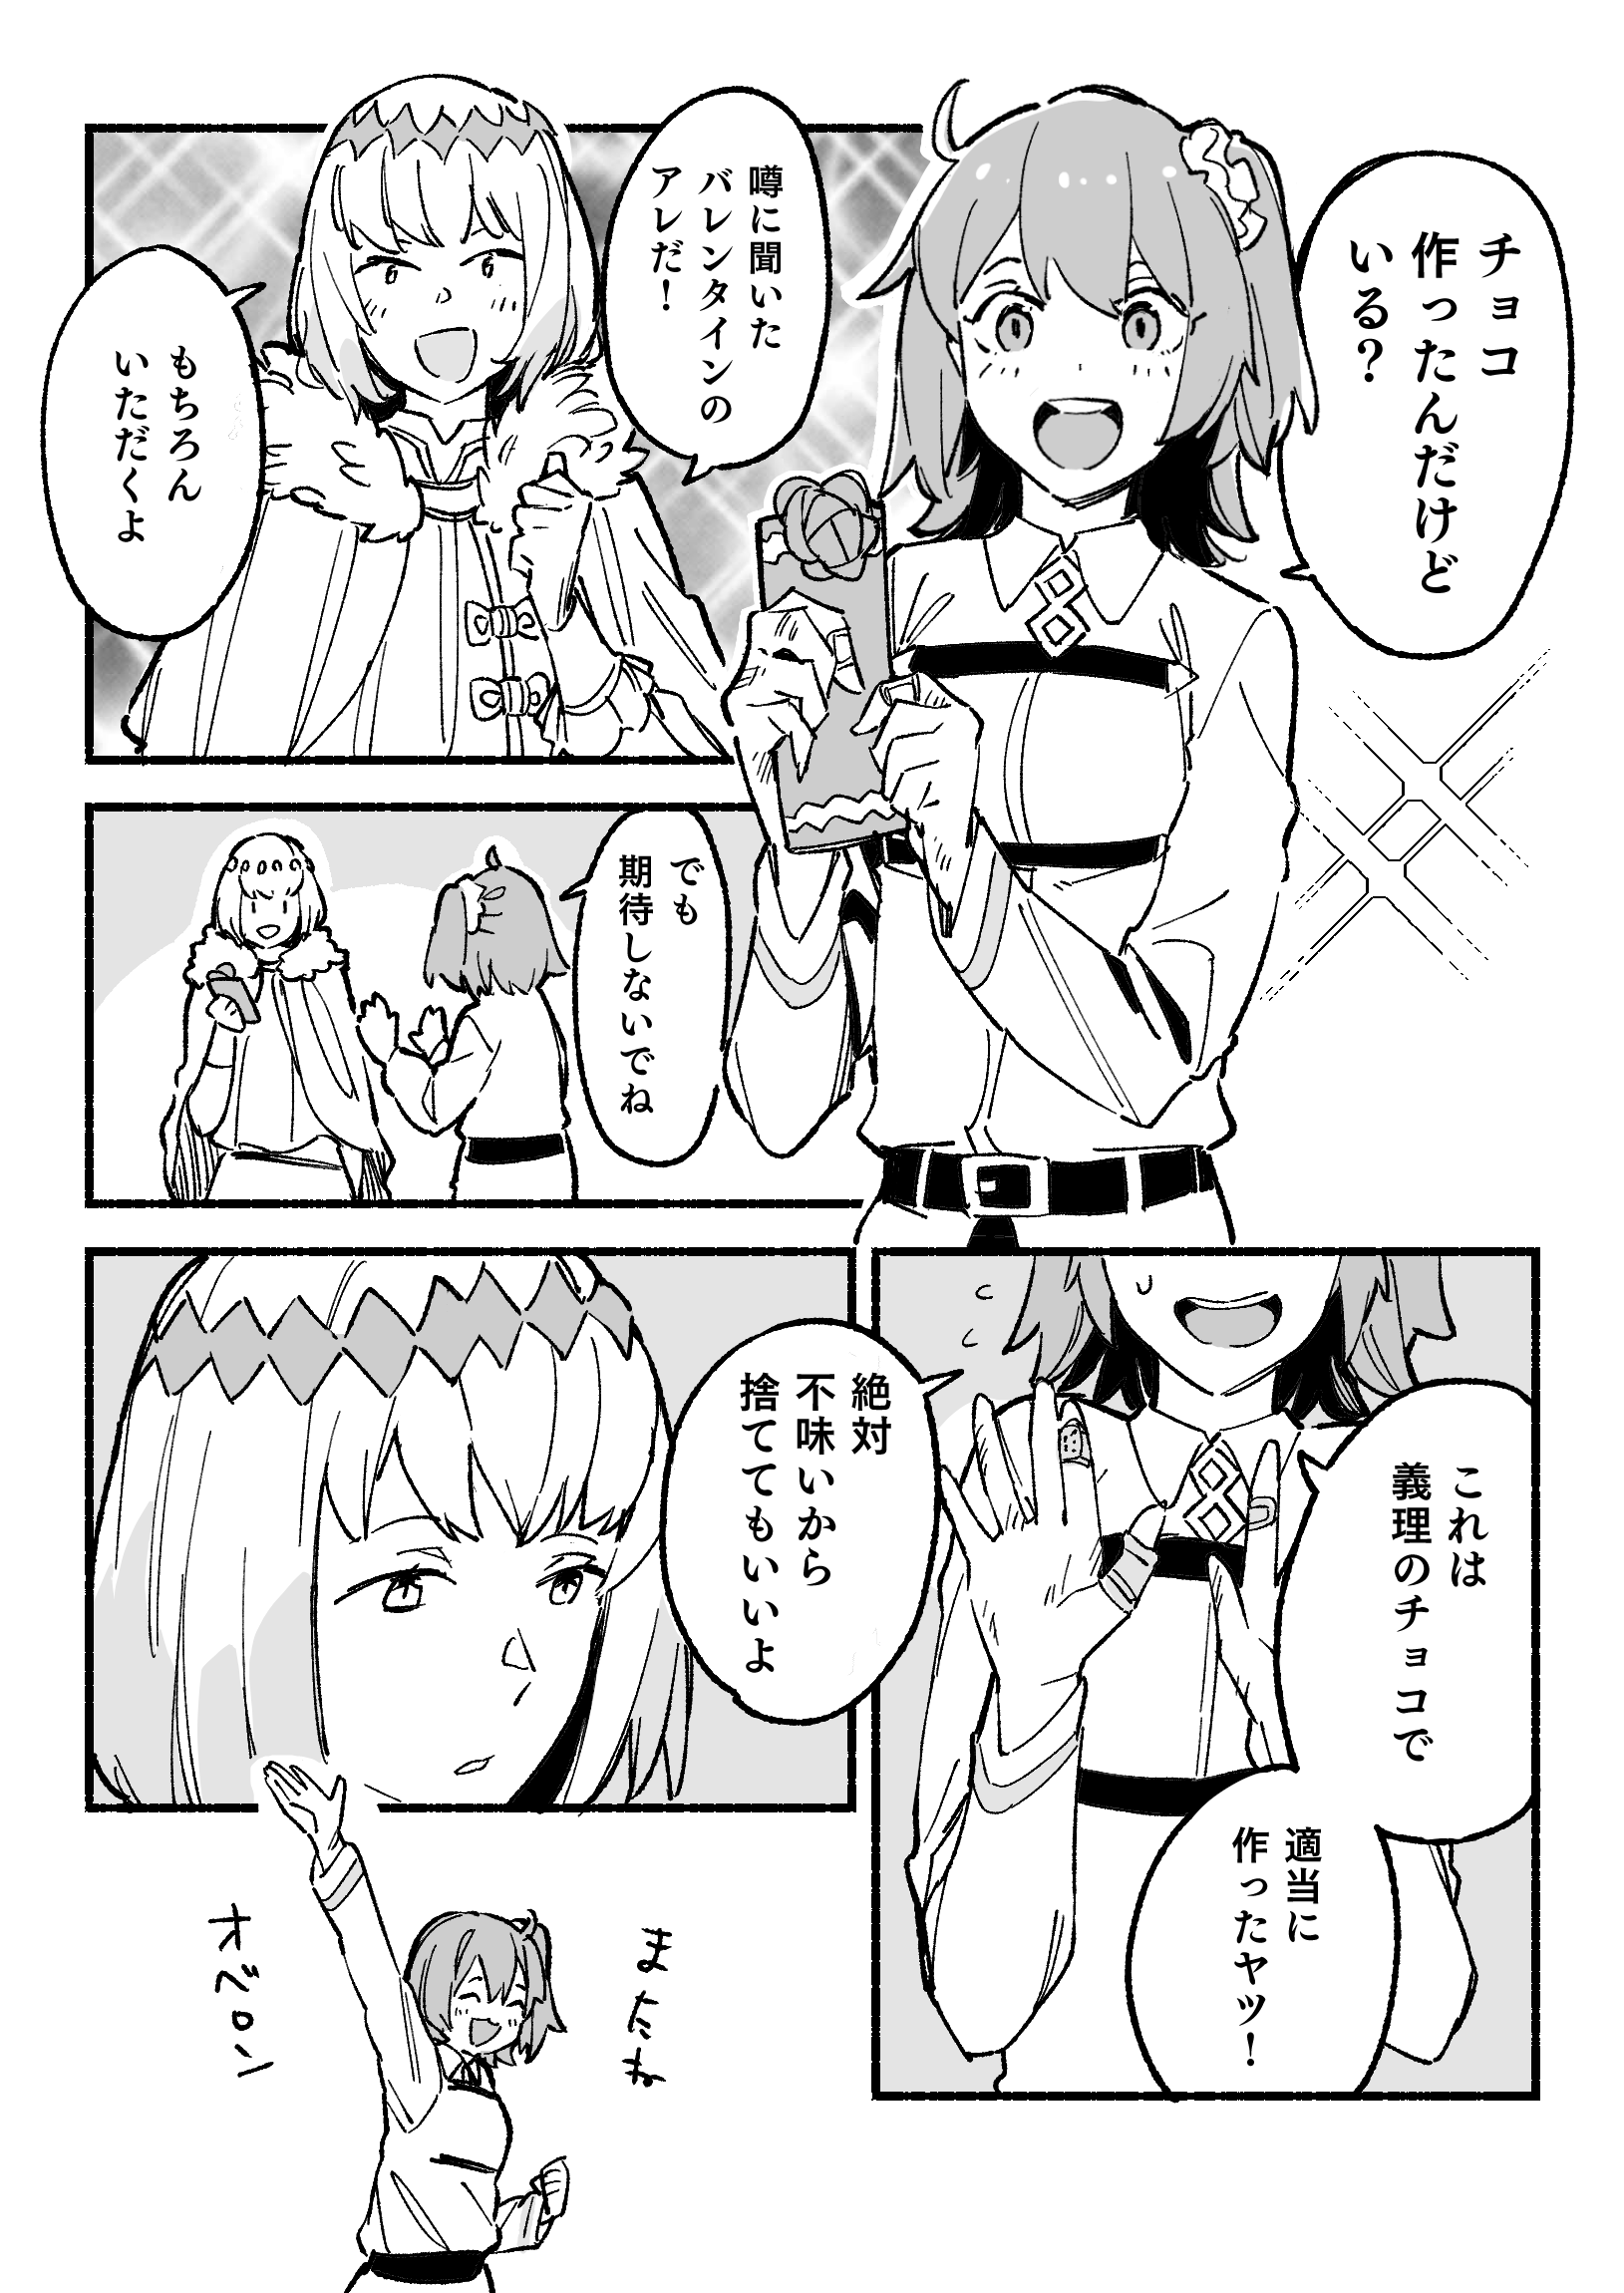 チョコ
作ったんだけど
いる?
噂に聞いた
バレンタインの
アレだ!
もちろん
いただくよ
でも
期待しないでね
これは
義理のチョコで
適当に
作ったヤツ!
絶対
不味いから
捨ててもいいよ
またね
オベロン